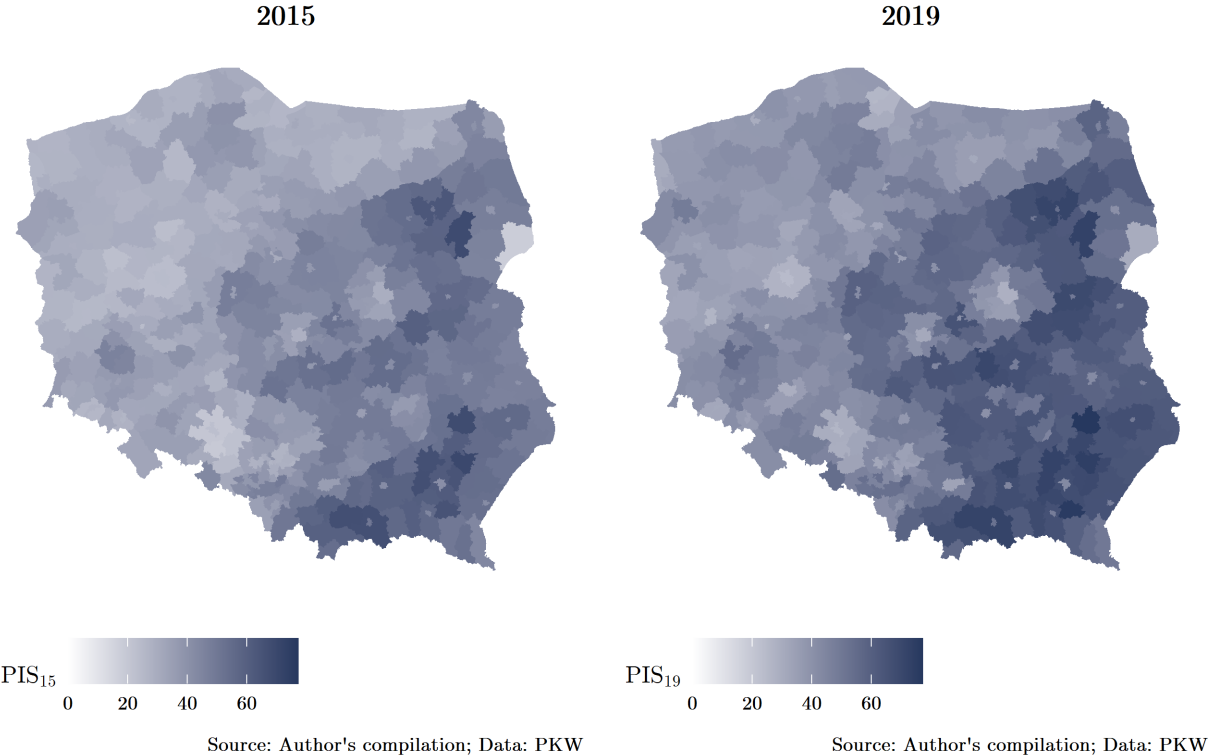 2015
2019
PIS15
0 20 40 60
PIS19
0 20 40 60
Source: Author's compilation; Data: PKW
Source: Author's compilation; Data: PKW